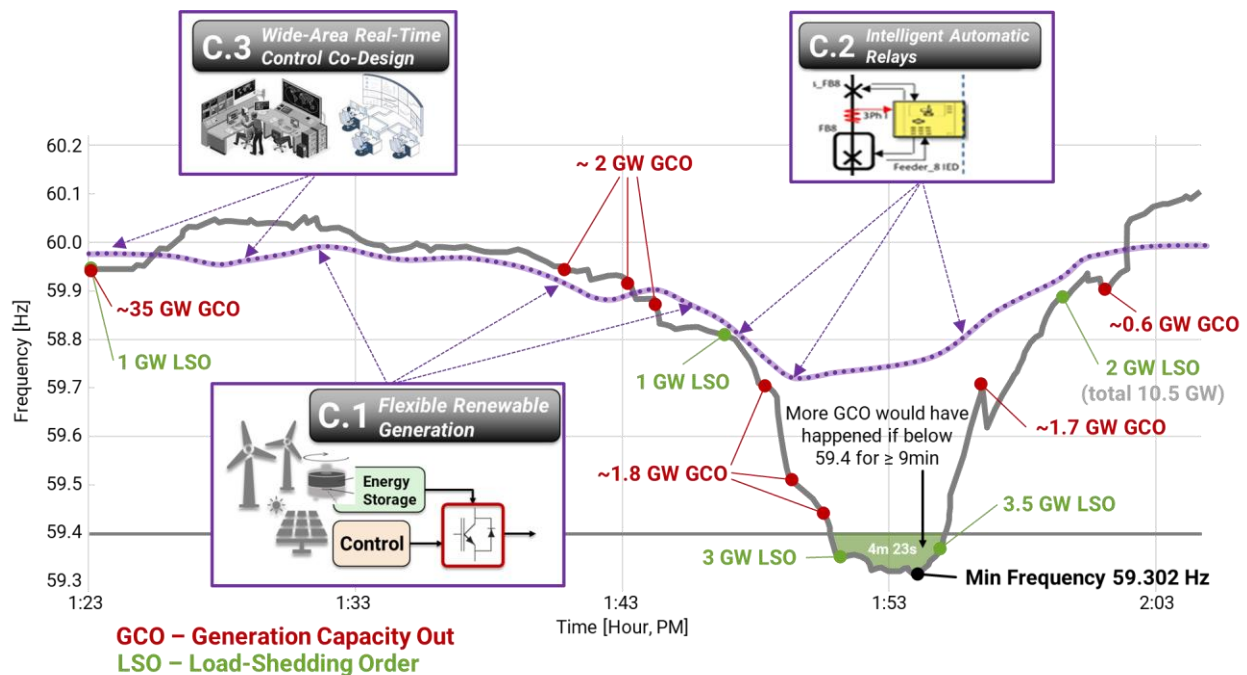 C.3 Wide-Area Real-Time
Control Co-Design
C.2 Intelligent Automatic
Relays
s_FB8
3Ph I
FB8
Feeder_8 IED
60.2
60.1
60.0
59.9
58.8
59.7
59.6
59.5
59.4
59.3
Frequency [Hz]
~ 2 GW GCO
~35 GW GCO
1 GW LSO
1 GW LSO
~0.6 GW GCO
2 GW LSO
(total 10.5 GW)
C.1 Flexible Renewable
Generation
Energy
Storage
Control
More GCO would have
happened if below
59.4 for ≥ 9min
~1.7 GW GCO
~1.8 GW GCO
3.5 GW LSO
3 GW LSO
4m 23s
Min Frequency 59.302 Hz
1:23
1:33
1:43
1:53
2:03
Time [Hour, PM]
GCO – Generation Capacity Out
LSO – Load-Shedding Order